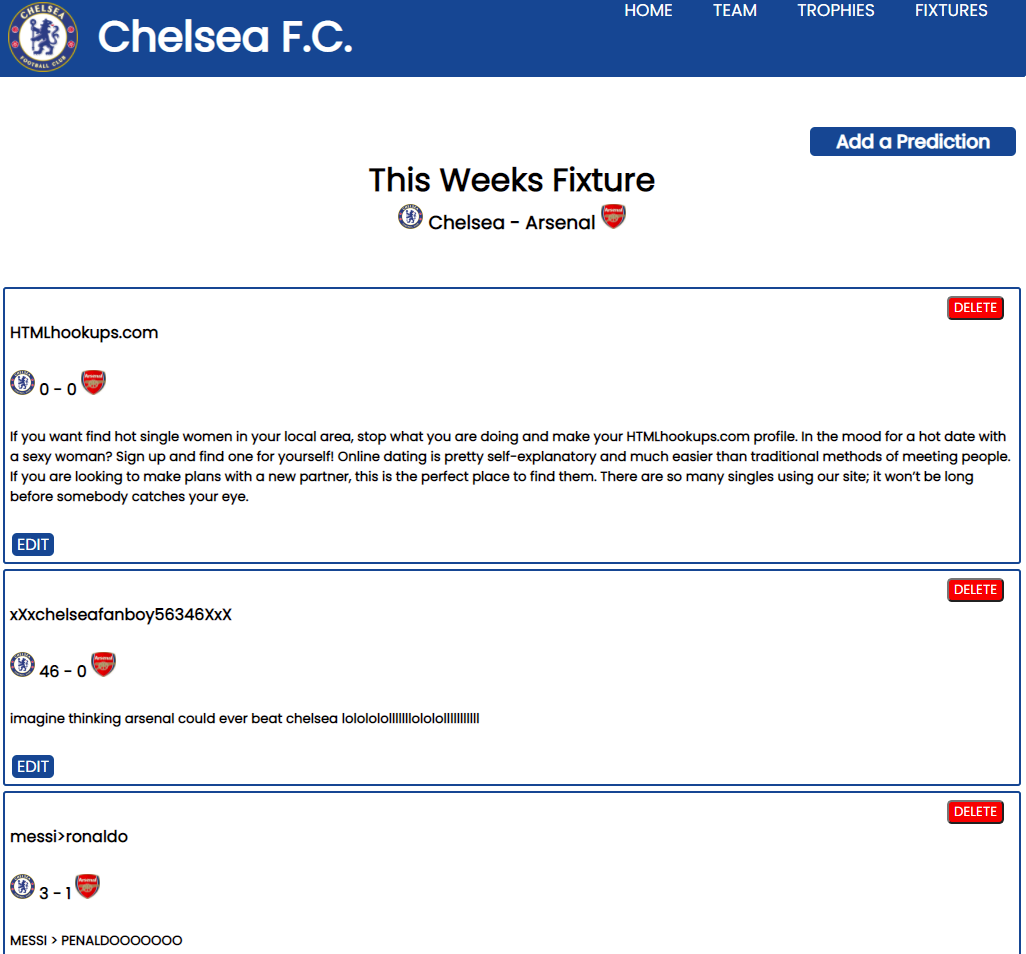 CHELSEA
FOOTBALL CLUB
Chelsea F.C.
HOME TEAM TROPHIES FIXTURES
Add a Prediction
This Weeks Fixture
Chelsea - Arsenal
DELETE
HTMLhookups.com
0 - 0
If you want find hot single women in your local area, stop what you are doing and make your HTMLhookups.com profile. In the mood for a hot date with
a sexy woman? Sign up and find one for yourself! Online dating is pretty self-explanatory and much easier than traditional methods of meeting people.
If you are looking to make plans with a new partner, this is the perfect place to find them. There are so many singles using our site; it won’t be long
before somebody catches your eye.
EDIT
DELETE
xXxchelseafanboy56346XxX
46 - 0
imagine thinking arsenal could ever beat chelsea lololololllllllolololllllllllll
EDIT
DELETE
messi>ronaldo
3 - 1
MESSI > PENALDOOOOOOO